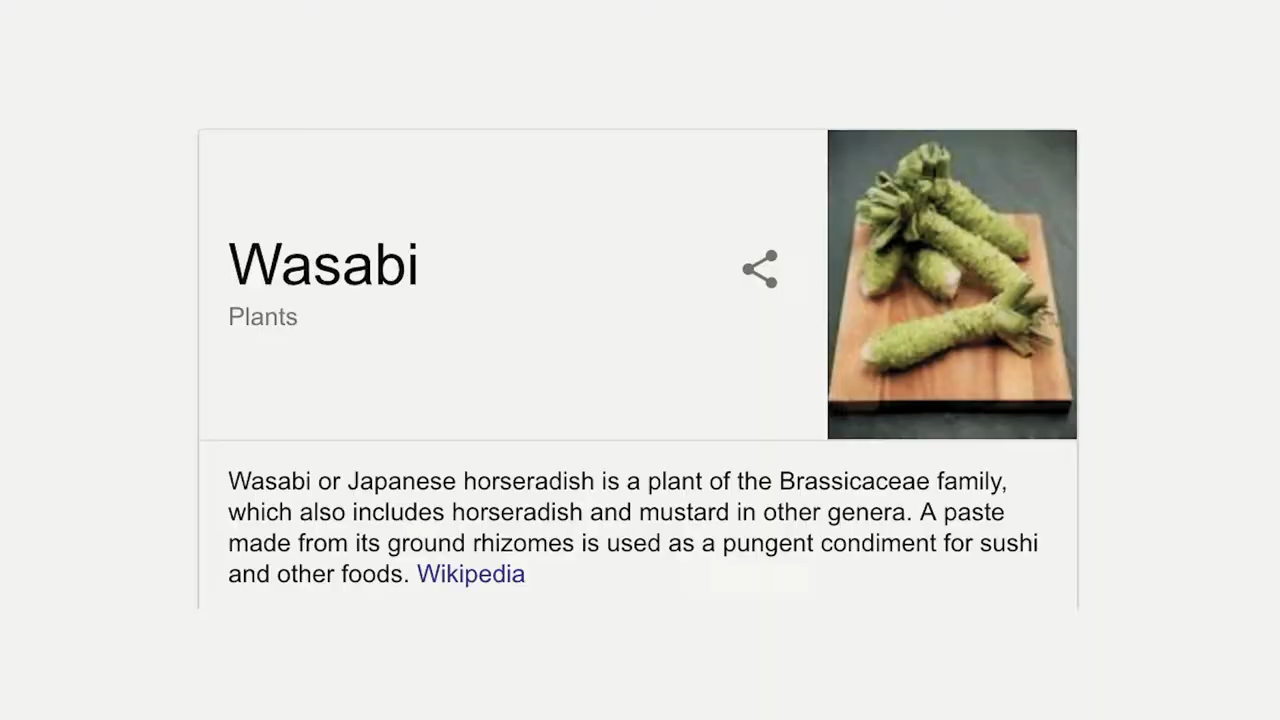 Wasabi
Plants
Wasabi or Japanese horseradish is a plant of the Brassicaceae family,
which also includes horseradish and mustard in other genera. A paste
made from its ground rhizomes is used as a pungent condiment for sushi
and other foods. Wikipedia